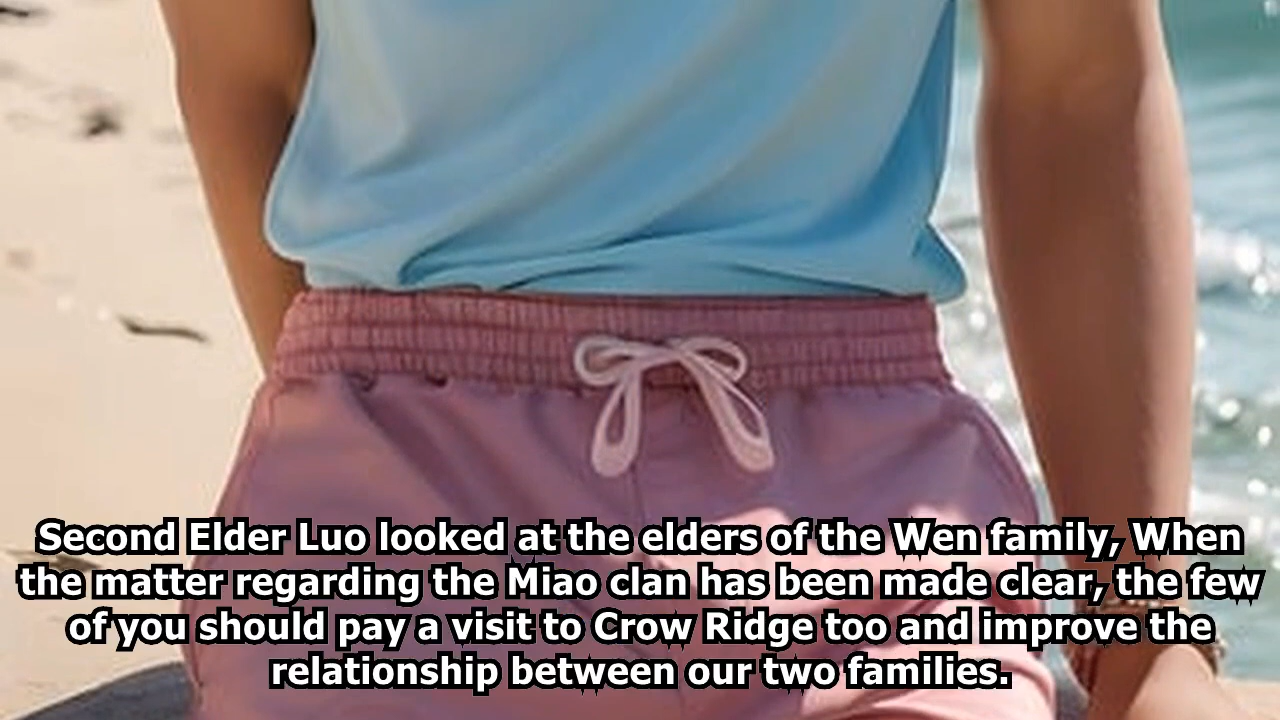 Second Elder Luo looked at the elders of the Wen family, When
the matter regarding the Miao clan has been made clear, the few
of you should pay a visit to Crow Ridge too and improve the
relationship between our two families.